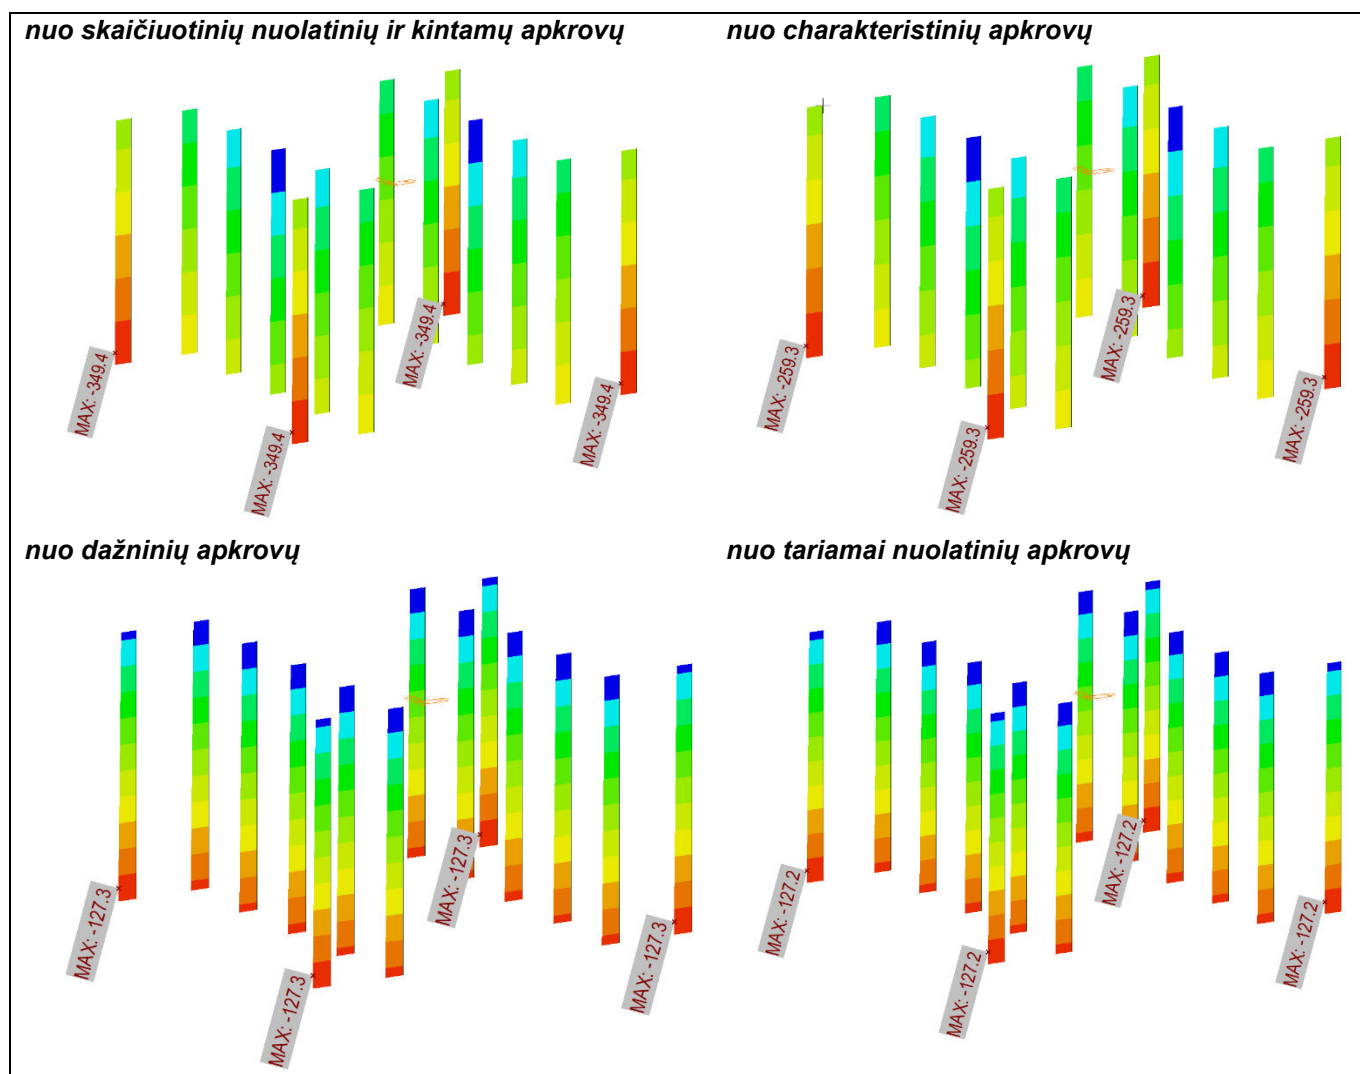 nuo skaičiuotinių nuolatinių ir kintamų apkrovų
MAX: -349.4
MAX: -349.4
MAX: -349.4
MAX: -349.4
nuo charakteristinių apkrovų
MAX: -259.3
MAX: -259.3
MAX: -259.3
MAX: -259.3
nuo dažninių apkrovų
MAX: -127.3
MAX: -127.3
MAX: -127.3
MAX: -127.3
nuo tariamai nuolatinių apkrovų
MAX: -127.2
MAX: -127.2
MAX: -127.2
MAX: -127.2